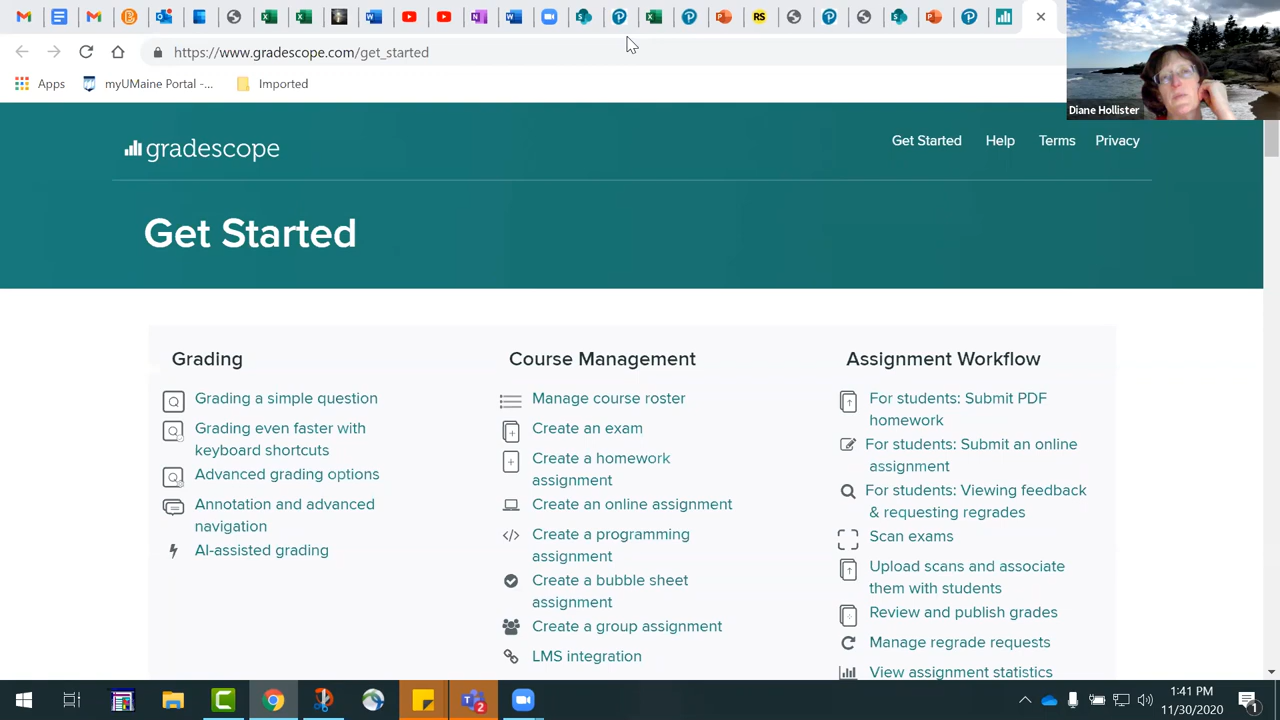 https://www.gradescope.com/get_started
Apps
myUMaine Portal -...
Imported
Diane Hollister
gradescope
Get Started
Help
Terms
Privacy
Get Started
Grading
Grading a simple question
Grading even faster with
keyboard shortcuts
Advanced grading options
Annotation and advanced
navigation
AI-assisted grading
Course Management
Manage course roster
Create an exam
Create a homework
assignment
Create an online assignment
Create a programming
assignment
Create a bubble sheet
assignment
Create a group assignment
LMS integration
Assignment Workflow
For students: Submit PDF
homework
For students: Submit an online
assignment
For students: Viewing feedback
& requesting regrades
Scan exams
Upload scans and associate
them with students
Review and publish grades
Manage regrade requests
View assignment statistics
1:41 PM
11/30/2020